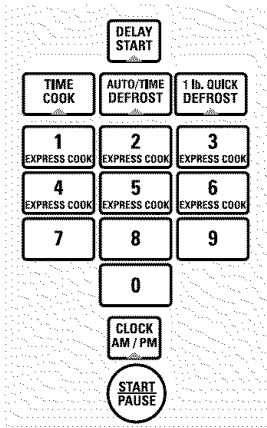 DELAY
START
TIME
COOK
AUTO/TIME
DEFROST
1 lb. QUICK
DEFROST
1
EXPRESS COOK
2
EXPRESS COOK
3
EXPRESS COOK
4
EXPRESS COOK
5
EXPRESS COOK
6
EXPRESS COOK
7
8
9
0
CLOCK
AM / PM
START
PAUSE